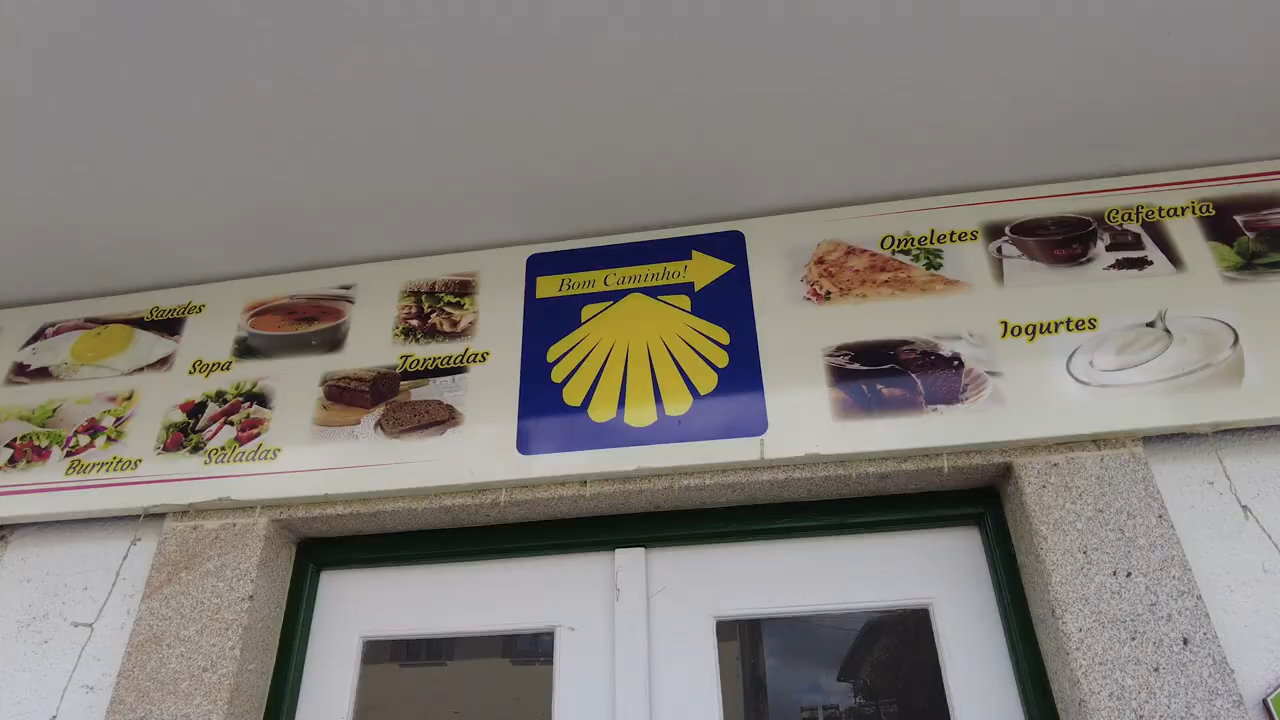 Sandes
Sopa
Torradas
Burritos
Saladas
Bom Caminho!
Omeletes
Cafetaria
Iogurtes